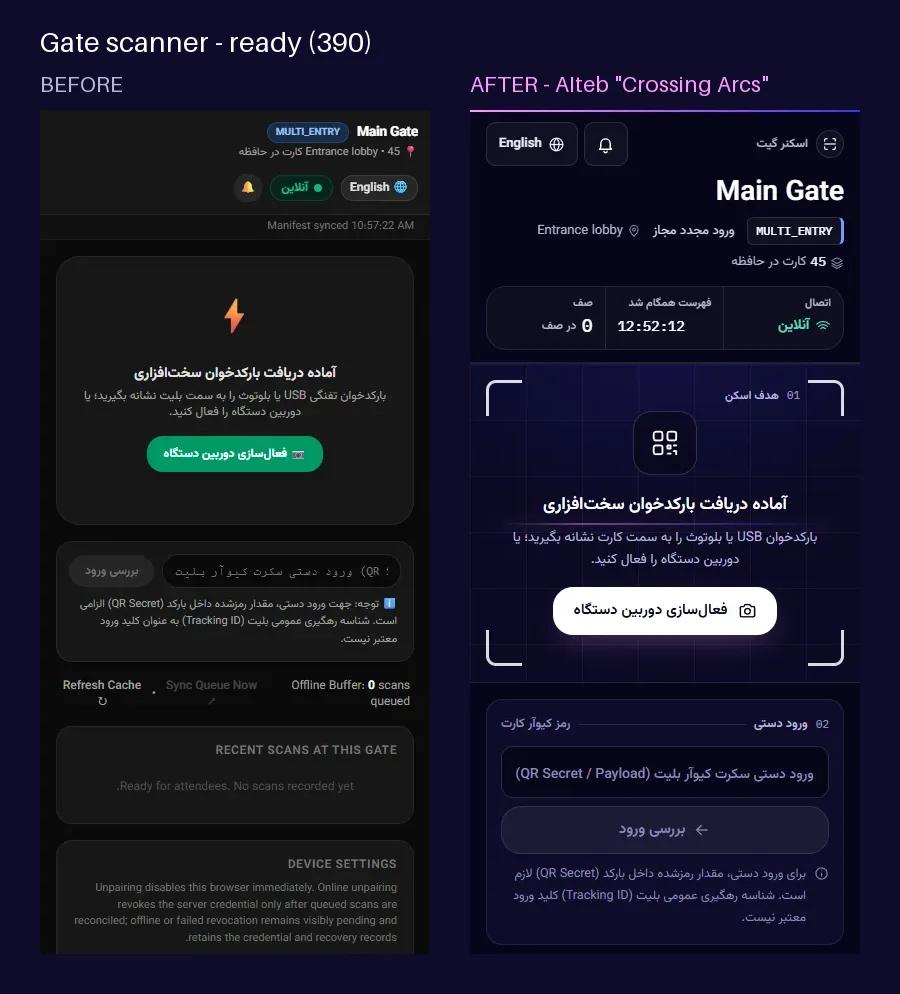 Gate scanner - ready (390)
BEFORE
Main Gate MULTI_ENTRY
Entrance lobby • 45 کارت در حافظه
English آنلاین
Manifest synced 10:57:22 AM
آماده دریافت بارکدخوان سخت‌افزاری
بارکدخوان تفنگی USB یا بلوتوث را به سمت بلیت نشانه بگیرید؛ یا
دوربین دستگاه را فعال کنید.
فعال‌سازی دوربین دستگاه
ورود دستی سکرت کیوآر بلیت (QR
بررسی ورود
توجه: جهت ورود دستی، مقدار رمزشده داخل بارکد (QR Secret) الزامی
است. شناسه رهگیری عمومی بلیت (Tracking ID) به عنوان کلید ورود
معتبر نیست.
Offline Buffer: 0 scans
queued
Sync Queue Now ↗
•
Refresh Cache
↻
RECENT SCANS AT THIS GATE
Ready for attendees. No scans recorded yet.
DEVICE SETTINGS
Unpairing disables this browser immediately. Online unpairing
revokes the server credential only after queued scans are
reconciled; offline or failed revocation remains visibly pending and
retains the credential and recovery records.
AFTER - Alteb "Crossing Arcs"
اسکنر گیت
English
Main Gate
MULTI_ENTRY ورود مجدد مجاز Entrance lobby
45 کارت در حافظه
اتصال
آنلاین
فهرست همگام شد
12:52:12
صف
0 در صف
01 هدف اسکن
آماده دریافت بارکدخوان سخت‌افزاری
بارکدخوان USB یا بلوتوث را به سمت کارت نشانه بگیرید؛ یا
دوربین دستگاه را فعال کنید.
فعال‌سازی دوربین دستگاه
02 ورود دستی رمز کیوآر کارت
ورود دستی سکرت کیوآر بلیت (QR Secret / Payload)
بررسی ورود ←
برای ورود دستی، مقدار رمزشده داخل بارکد (QR Secret) لازم
است. شناسه رهگیری عمومی بلیت (Tracking ID) کلید ورود
معتبر نیست.